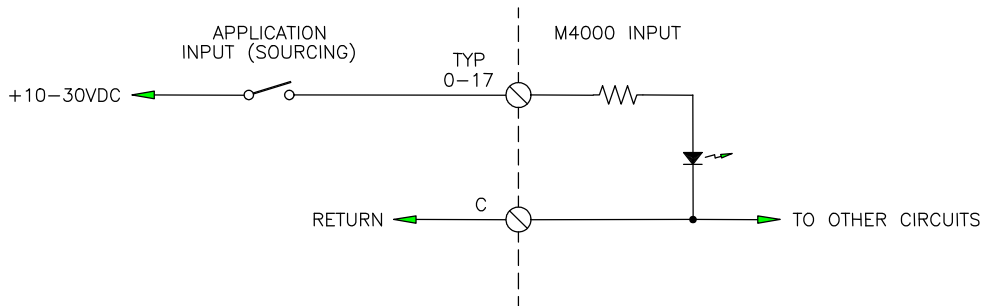 APPLICATION
INPUT (SOURCING)
M4000 INPUT
TYP
0-17
+10-30VDC
C
RETURN
TO OTHER CIRCUITS